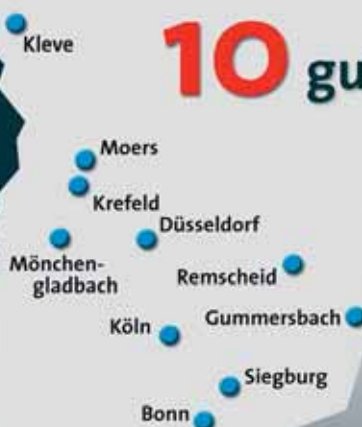 Kleve
10 gu
Moers
Krefeld
Düsseldorf
Mönchen-
gladbach
Remscheid
Gummersbach
Köln
Siegburg
Bonn